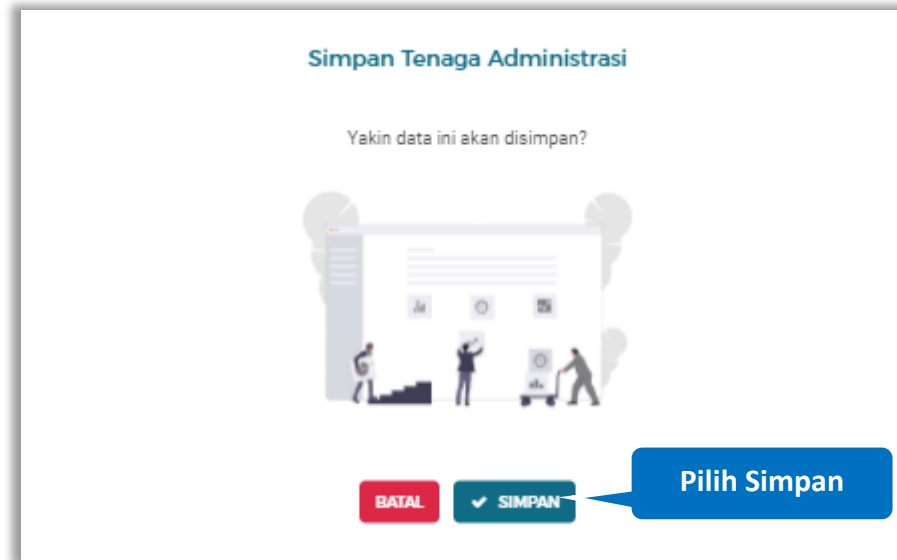 Simpan Tenaga Administrasi
Yakin data ini akan disimpan?
BATAL
SIMPAN
Pilih Simpan